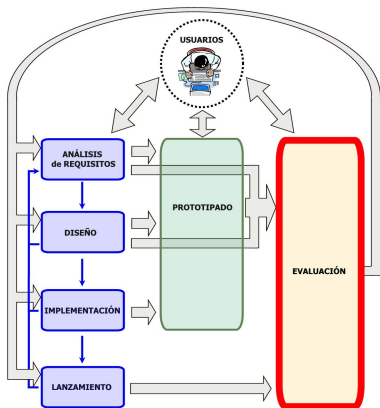 USUARIOS
ANÁLISIS
de REQUISITOS
PROTOTIPADO
DISEÑO
EVALUACIÓN
IMPLEMENTACIÓN
LANZAMIENTO